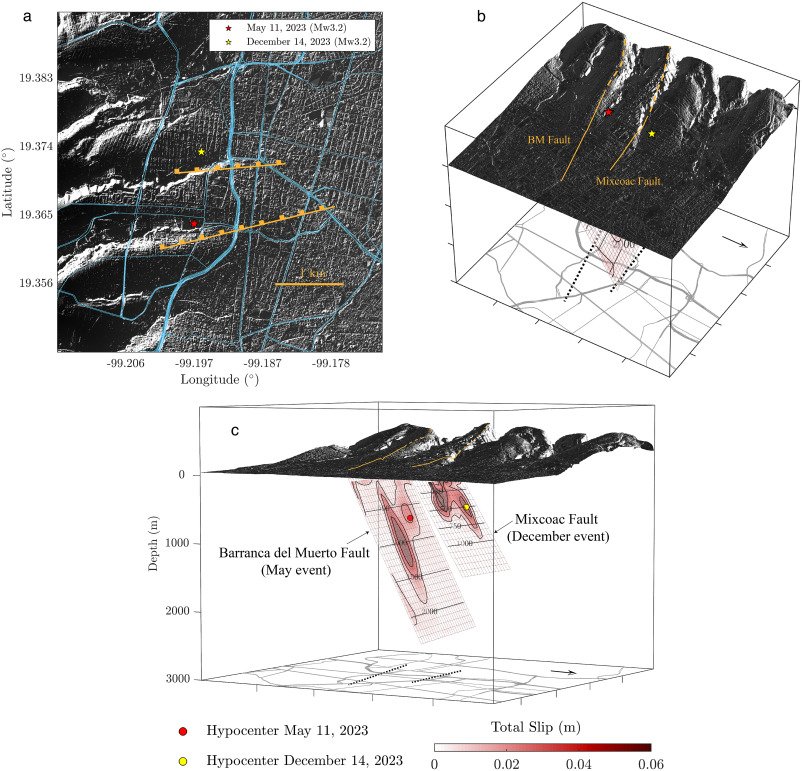 a
May 11, 2023 (Mw3.2)
December 14, 2023 (Mw3.2)
19.383
19.374
19.365
19.356
Latitude (°)
1 km
-99.206
-99.197
-99.187
-99.178
Longitude (°)
b
BM Fault
Mixcoac Fault
c
0
1000
2000
3000
Depth (m)
Barranca del Muerto Fault
(May event)
Mixcoac Fault
(December event)
1000
2000
Hypocenter May 11, 2023
Hypocenter December 14, 2023
Total Slip (m)
0
0.02
0.04
0.06